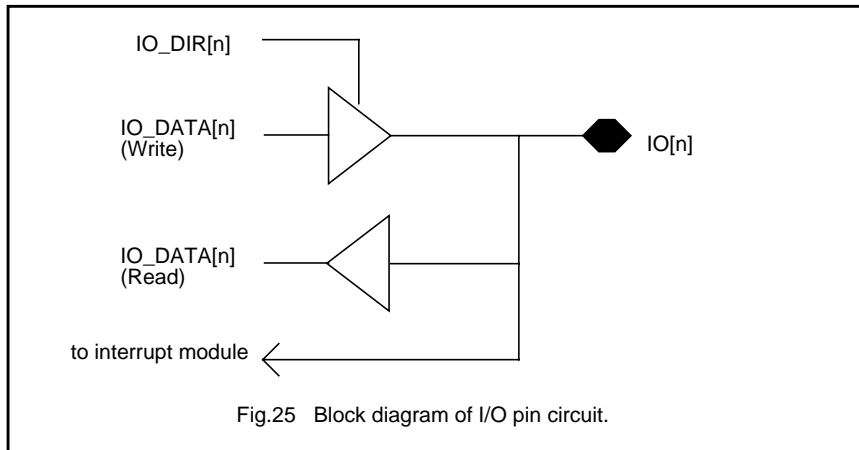 IO_DIR[n]
IO_DATA[n]
(Write)
IO[n]
IO_DATA[n]
(Read)
to interrupt module
Fig.25 Block diagram of I/O pin circuit.